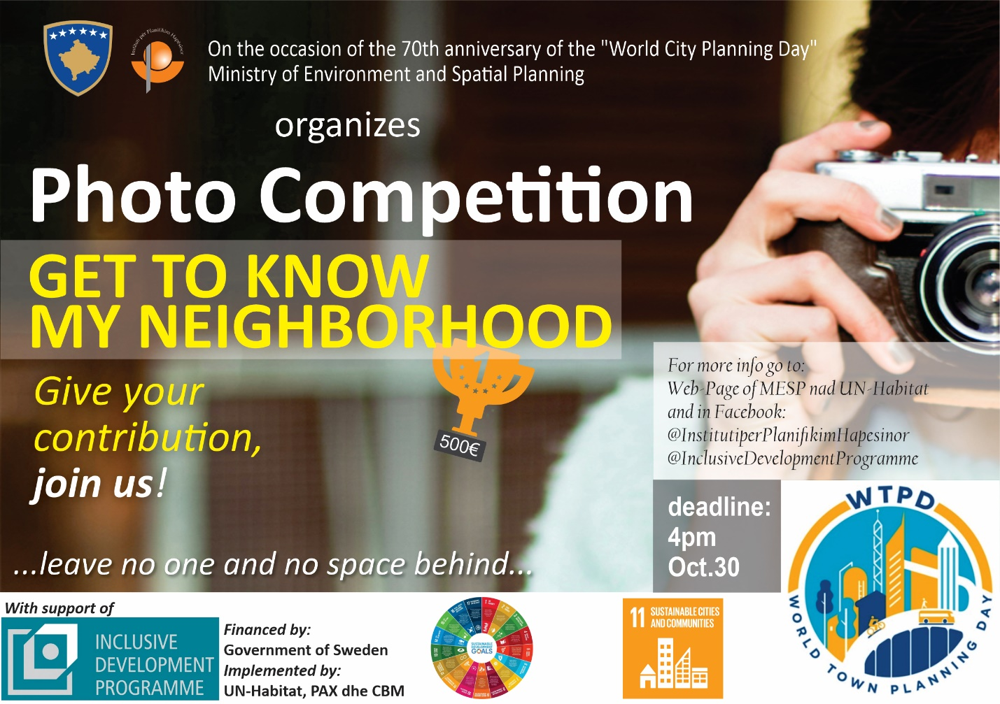 Instituti per Planifikim Hapësinor
On the occasion of the 70th anniversary of the "World City Planning Day"
Ministry of Environment and Spatial Planning
organizes
Photo Competition
GET TO KNOW
MY NEIGHBORHOOD
Give your
contribution,
join us!
1
500€
For more info go to:
Web-Page of MESP nad UN-Habitat
and in Facebook:
@InstitutiperPlanifikimHapesinor
@InclusiveDevelopmentProgramme
deadline:
4pm
Oct.30
...leave no one and no space behind...
WTPD
WORLD TOWN PLANNING DAY
With support of
INCLUSIVE
DEVELOPMENT
PROGRAMME
Financed by:
Government of Sweden
Implemented by:
UN-Habitat, PAX dhe CBM
SUSTAINABLE
DEVELOPMENT
GOALS
11 SUSTAINABLE CITIES
AND COMMUNITIES